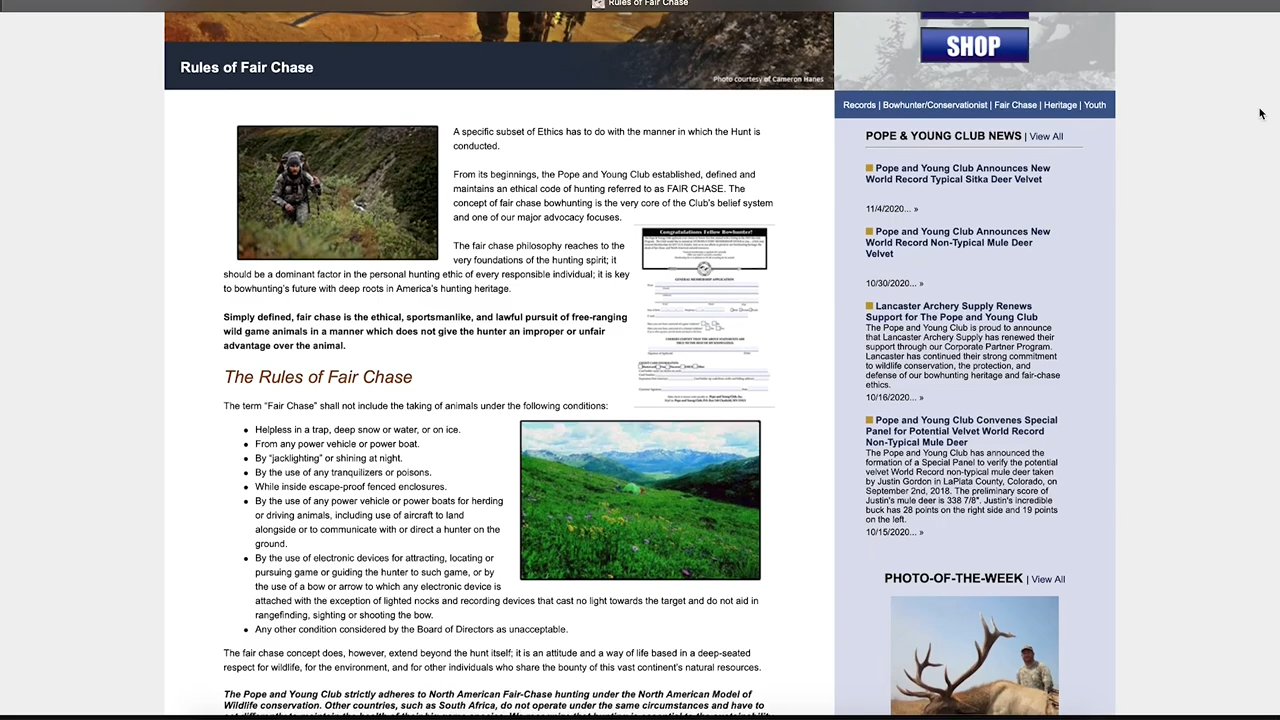 Rules of Fair Chase
SHOP
Rules of Fair Chase
Photo courtesy of Cameron Hanes
Records | Bowhunter/Conservationist | Fair Chase | Heritage | Youth
A specific subset of Ethics has to do with the manner in which the Hunt is
conducted.
From its beginnings, the Pope and Young Club established, defined and
maintains an ethical code of hunting referred to as FAIR CHASE. The
concept of fair chase bowhunting is the very core of the Club's belief system
and one of our major advocacy focuses.
The fair chase philosophy reaches to the
very foundations of the hunting spirit; it
should be a dominant factor in the personal hunting ethic of every responsible individual; it is key
to bowhunting's future with deep roots in America's hunting heritage.
Simply defined, fair chase is the ethical, sportsmanlike, and lawful pursuit of free-ranging
wild game animals in a manner which does not give the hunter an improper or unfair
advantage over the animal.
Congratulations Fellow Bowhunter!
GENERAL MEMBERSHIP APPLICATION
The Rules of Fair Chase
The term “Fair Chase” shall not include the taking of animals under the following conditions:
• Helpless in a trap, deep snow or water, or on ice.
• From any power vehicle or power boat.
• By “jacklighting” or shining at night.
• By the use of any tranquilizers or poisons.
• While inside escape-proof fenced enclosures.
• By the use of any power vehicle or power boats for herding
or driving animals, including use of aircraft to land
alongside or to communicate with or direct a hunter on the
ground.
• By the use of electronic devices for attracting, locating or
pursuing game or guiding the hunter to such game, or by
the use of a bow or arrow to which any electronic device is
attached with the exception of lighted nocks and recording devices that cast no light towards the target and do not aid in
rangefinding, sighting or shooting the bow.
• Any other condition considered by the Board of Directors as unacceptable.
The fair chase concept does, however, extend beyond the hunt itself; it is an attitude and a way of life based in a deep-seated
respect for wildlife, for the environment, and for other individuals who share the bounty of this vast continent's natural resources.
The Pope and Young Club strictly adheres to North American Fair-Chase hunting under the North American Model of
Wildlife conservation. Other countries, such as South Africa, do not operate under the same circumstances and have to
POPE & YOUNG CLUB NEWS | View All
Pope and Young Club Announces New
World Record Typical Sitka Deer Velvet
11/4/2020... »
Pope and Young Club Announces New
World Record Non-Typical Mule Deer
Velvet
10/30/2020... »
Lancaster Archery Supply Renews
Support for The Pope and Young Club
The Pope and Young Club is proud to announce
that Lancaster Archery Supply has renewed their
support through our Corporate Partner Program.
Lancaster has continued their strong commitment
to wildlife conservation, the protection, and
defense of our bowhunting heritage and fair-chase
ethics.
10/16/2020... »
Pope and Young Club Convenes Special
Panel for Potential Velvet World Record
Non-Typical Mule Deer
The Pope and Young Club has announced the
formation of a Special Panel to verify the potential
velvet World Record non-typical mule deer taken
by Justin Gordon in LaPlata County, Colorado, on
September 2nd, 2018. The preliminary score of
Justin's mule deer is 338 7/8". Justin's incredible
buck has 28 points on the right side and 19 points
on the left.
10/15/2020... »
PHOTO-OF-THE-WEEK | View All